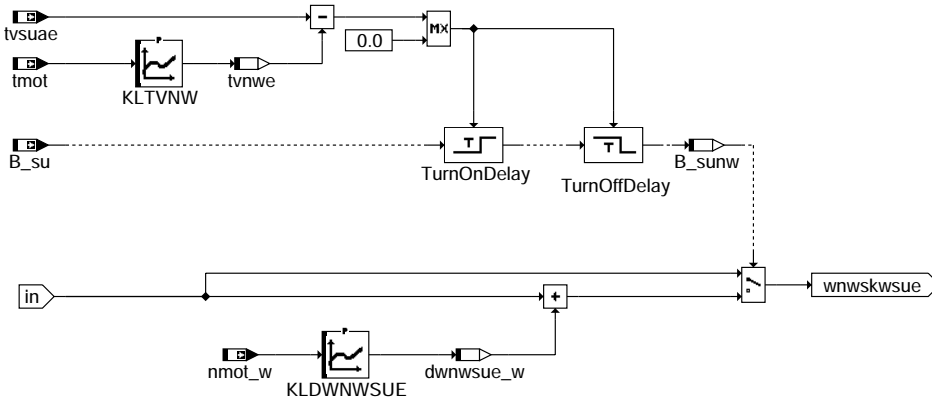 tvsuae
-
MX
0.0
P
tmot
KLTVNW
tvnwe
B_su
T
TurnOnDelay
T
TurnOffDelay
B_sunw
in
+
wnwskwsue
P
nmot_w
KLDWNWSUE
dwnwsue_w